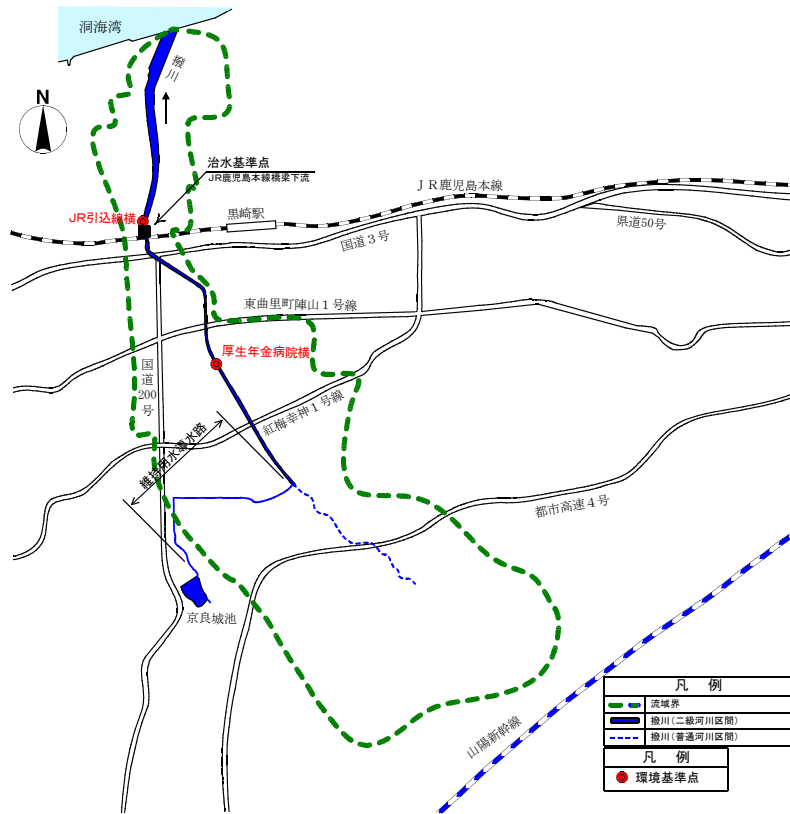 洞海湾
撥川
N
治水基準点
JR鹿児島本線橋梁下流
JR鹿児島本線
JR引込線横
黒崎駅
国道3号
県道50号
東曲里町陣山1号線
厚生年金病院横
国道200号
紅梅幸神1号線
維持用水導水路
都市高速4号
京良城池
山陽新幹線
凡 例
流域界
撥川(二級河川区間)
撥川(普通河川区間)
凡 例
環境基準点